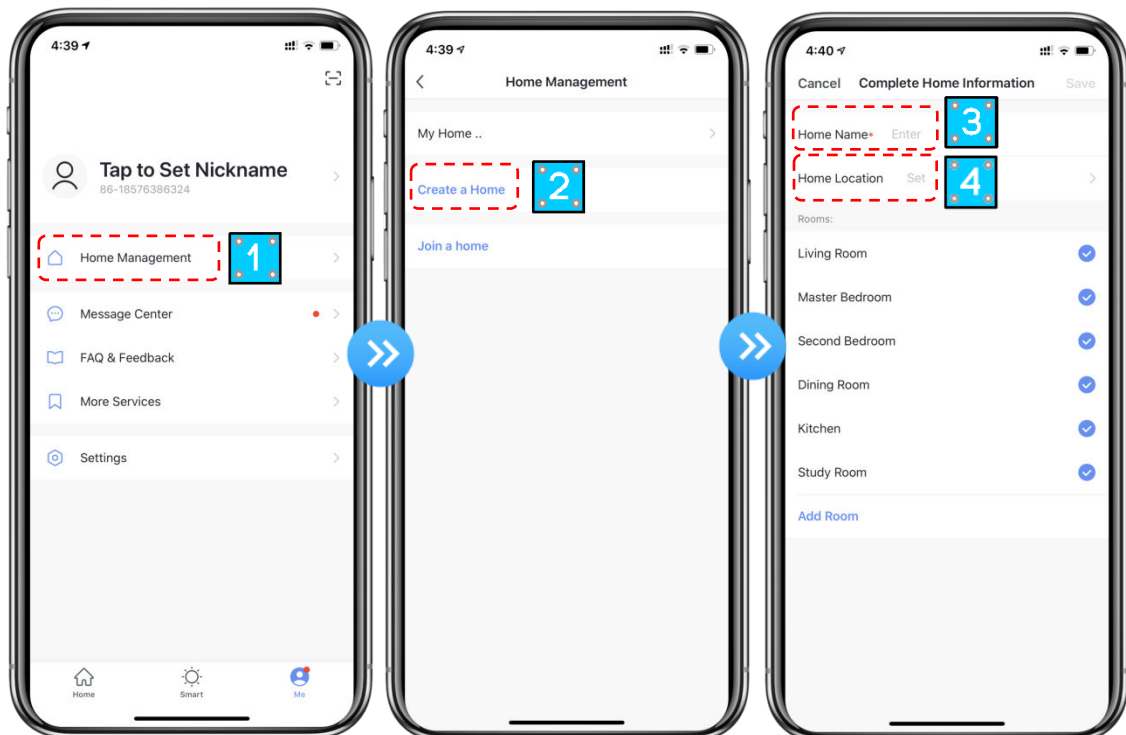 4:39
Tap to Set Nickname
86-18576386324
Home Management
1
Message Center
FAQ & Feedback
More Services
Settings
Home
Smart
Me
4:39
Home Management
My Home ..
Create a Home
2
Join a home
4:40
Cancel Complete Home Information Save
Home Name* Enter
3
Home Location Set
4
Rooms:
Living Room
Master Bedroom
Second Bedroom
Dining Room
Kitchen
Study Room
Add Room